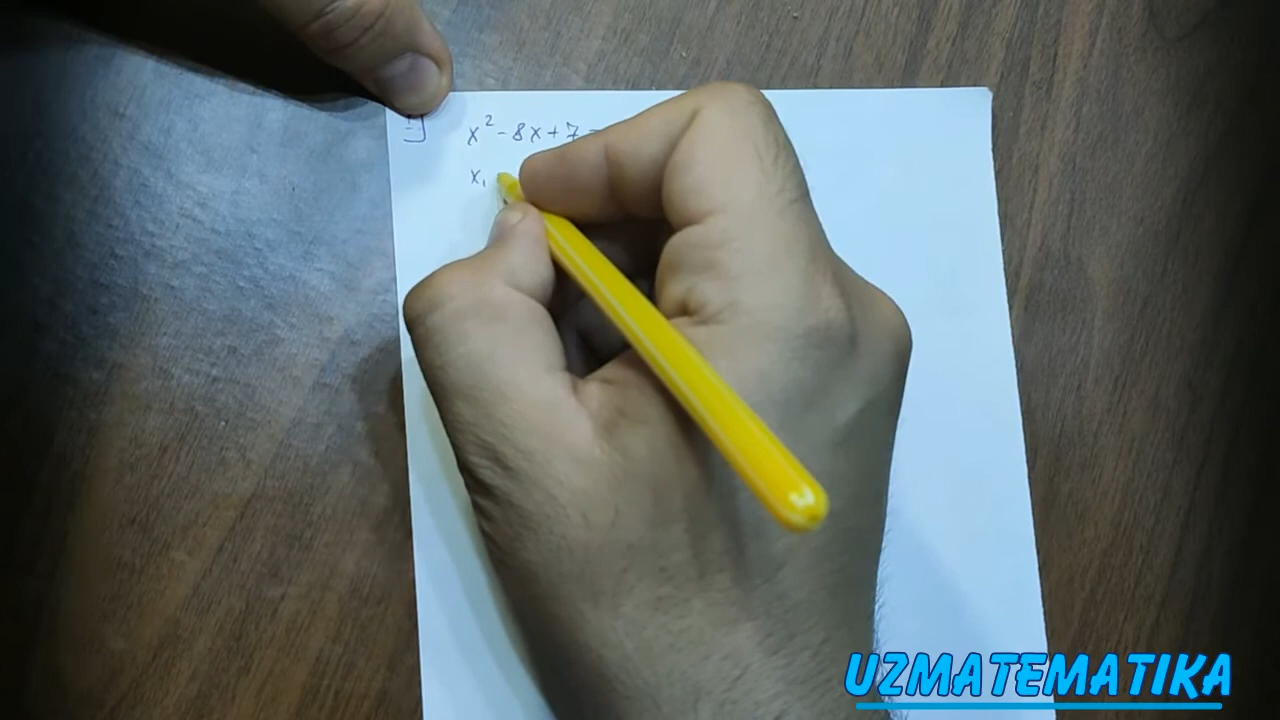 x² - 8x + 7 =
x₁
UZMATEMATIKA